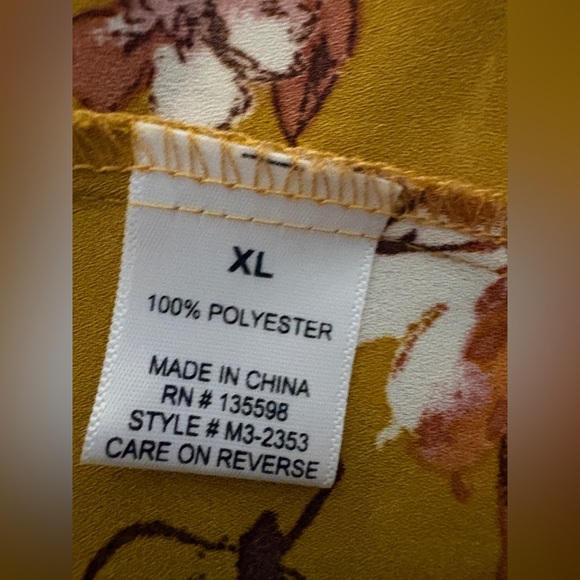 XL
100% POLYESTER
MADE IN CHINA
RN # 135598
STYLE # M3-2353
CARE ON REVERSE